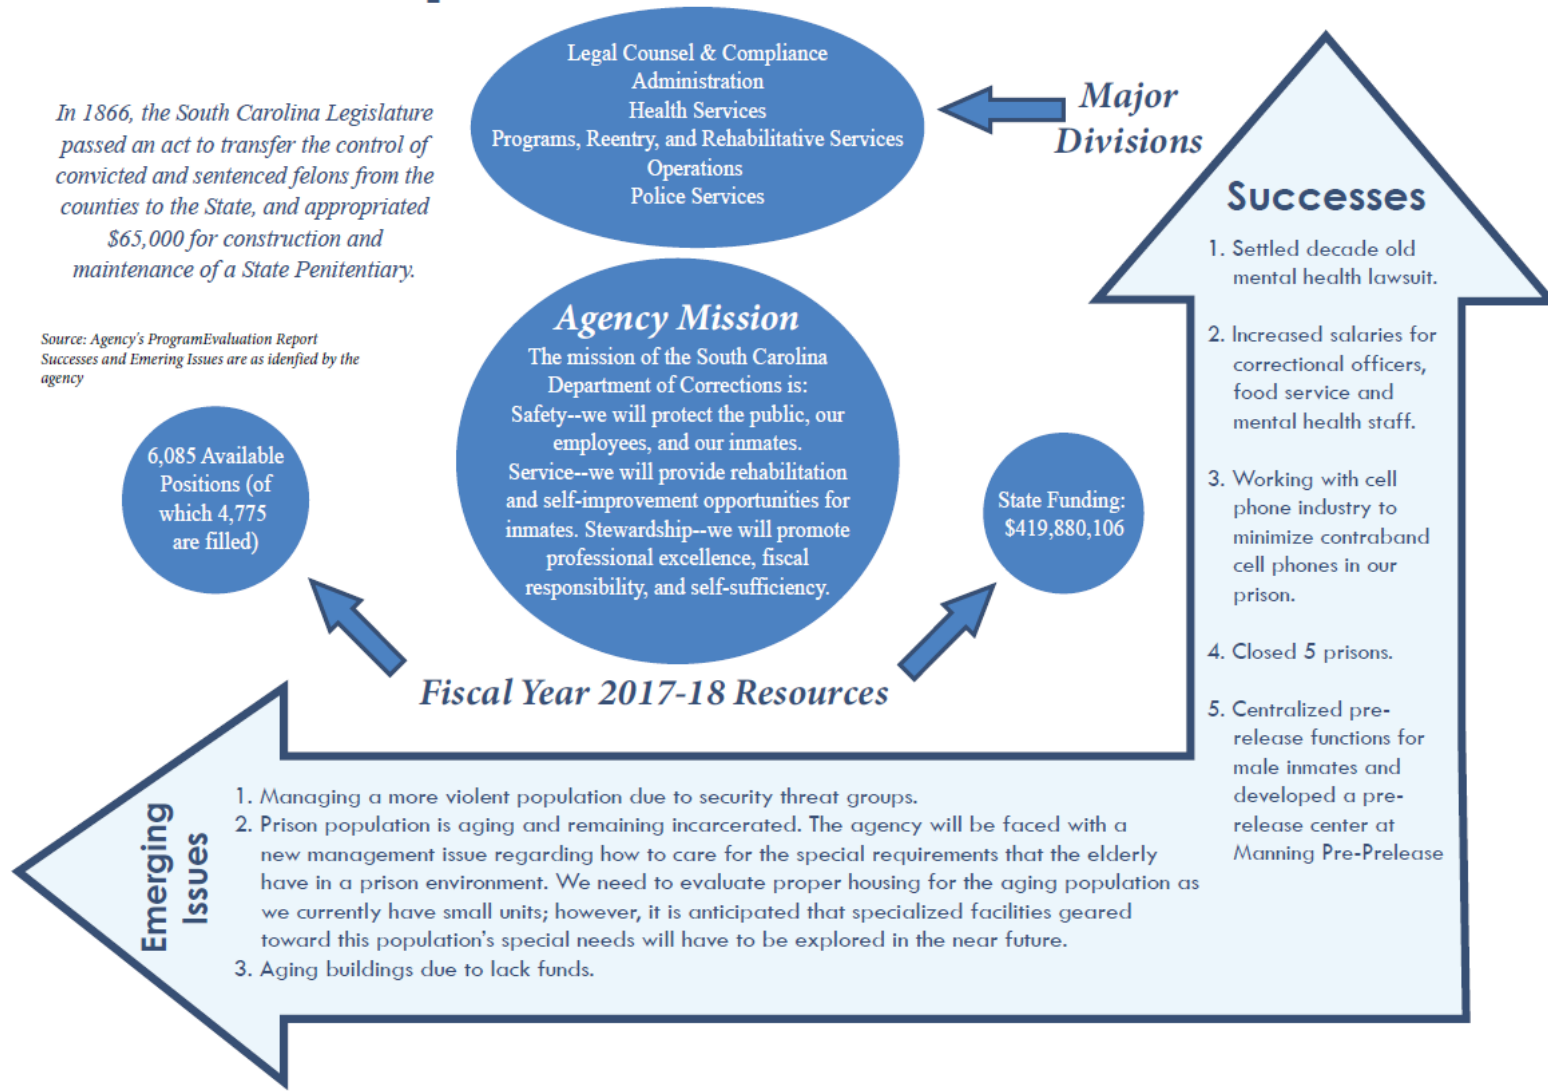 Legal Counsel & Compliance
Administration
Health Services
Programs, Reentry, and Rehabilitative Services
Operations
Police Services
Major
Divisions
In 1866, the South Carolina Legislature
passed an act to transfer the control of
convicted and sentenced felons from the
counties to the State, and appropriated
$65,000 for construction and
maintenance of a State Penitentiary.
Source: Agency's ProgramEvaluation Report
Successes and Emering Issues are as idenfied by the
agency
Agency Mission
The mission of the South Carolina
Department of Corrections is:
Safety--we will protect the public, our
employees, and our inmates.
Service--we will provide rehabilitation
and self-improvement opportunities for
inmates. Stewardship--we will promote
professional excellence, fiscal
responsibility, and self-sufficiency.
6,085 Available
Positions (of
which 4,775
are filled)
State Funding:
$419,880,106
Fiscal Year 2017-18 Resources
Successes
1. Settled decade old
mental health lawsuit.
2. Increased salaries for
correctional officers,
food service and
mental health staff.
3. Working with cell
phone industry to
minimize contraband
cell phones in our
prison.
4. Closed 5 prisons.
5. Centralized pre-
release functions for
male inmates and
developed a pre-
release center at
Manning Pre-Prelease
Emerging
Issues
1. Managing a more violent population due to security threat groups.
2. Prison population is aging and remaining incarcerated. The agency will be faced with a
new management issue regarding how to care for the special requirements that the elderly
have in a prison environment. We need to evaluate proper housing for the aging population as
we currently have small units; however, it is anticipated that specialized facilities geared
toward this population's special needs will have to be explored in the near future.
3. Aging buildings due to lack funds.